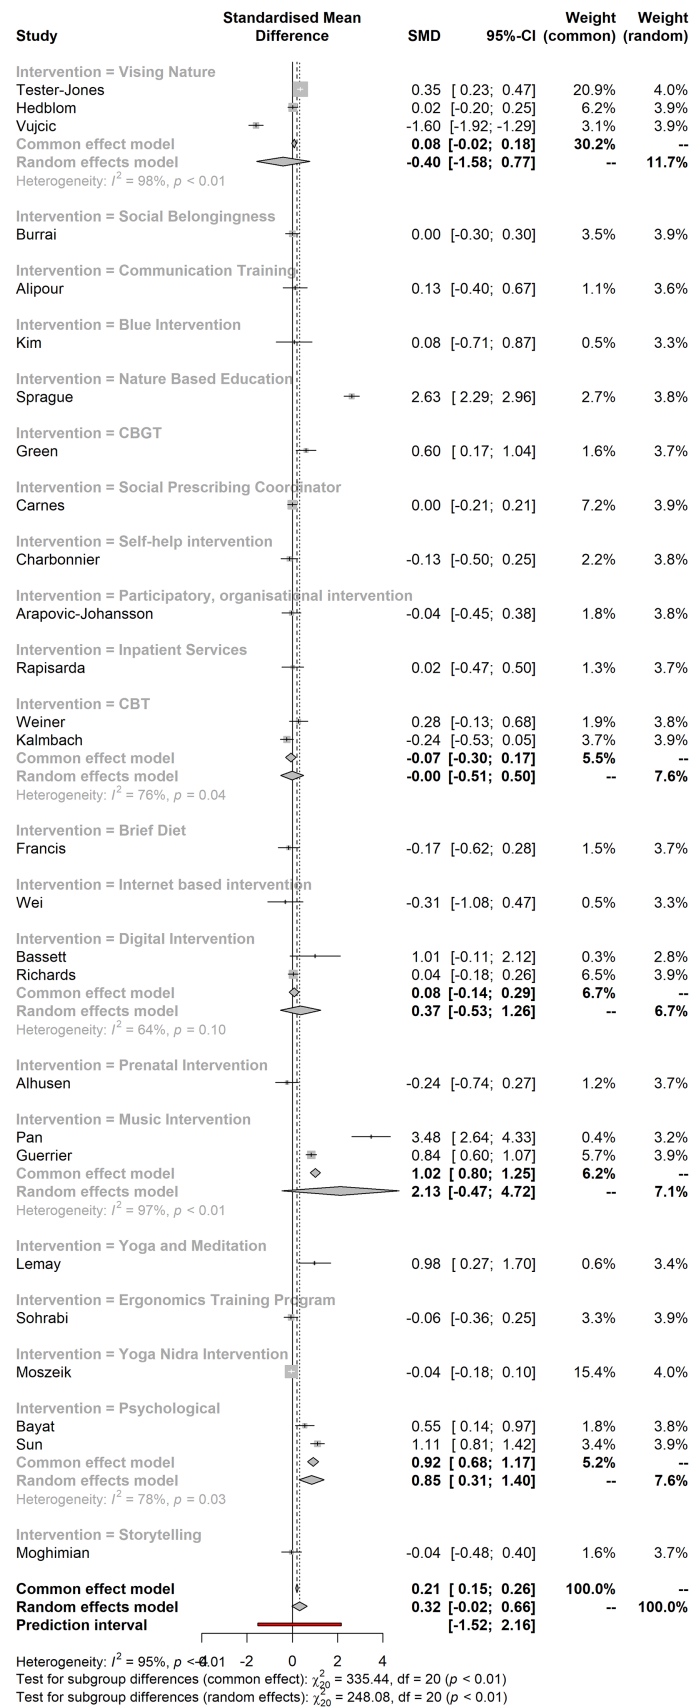 Standardised Mean Weight Weight
Study Difference SMD 95%-CI (common) (random)
Intervention = Vising Nature
Tester-Jones 0.35 [ 0.23; 0.47] 20.9% 4.0%
Hedblom 0.02 [-0.20; 0.25] 6.2% 3.9%
Vujcic -1.60 [-1.92; -1.29] 3.1% 3.9%
Common effect model 0.08 [-0.02; 0.18] 30.2% --
Random effects model -0.40 [-1.58; 0.77] -- 11.7%
Heterogeneity: I² = 98%, p < 0.01
Intervention = Social Belongingness
Burrai 0.00 [-0.30; 0.30] 3.5% 3.9%
Intervention = Communication Training
Alipour 0.13 [-0.40; 0.67] 1.1% 3.6%
Intervention = Blue Intervention
Kim 0.08 [-0.71; 0.87] 0.5% 3.3%
Intervention = Nature Based Education
Sprague 2.63 [ 2.29; 2.96] 2.7% 3.8%
Intervention = CBGT
Green 0.60 [ 0.17; 1.04] 1.6% 3.7%
Intervention = Social Prescribing Coordinator
Carnes 0.00 [-0.21; 0.21] 7.2% 3.9%
Intervention = Self-help intervention
Charbonnier -0.13 [-0.50; 0.25] 2.2% 3.8%
Intervention = Participatory, organisational intervention
Arapovic-Johansson -0.04 [-0.45; 0.38] 1.8% 3.8%
Intervention = Inpatient Services
Rapisarda 0.02 [-0.47; 0.50] 1.3% 3.7%
Intervention = CBT
Weiner 0.28 [-0.13; 0.68] 1.9% 3.8%
Kalmbach -0.24 [-0.53; 0.05] 3.7% 3.9%
Common effect model -0.07 [-0.30; 0.17] 5.5% --
Random effects model -0.00 [-0.51; 0.50] -- 7.6%
Heterogeneity: I² = 76%, p = 0.04
Intervention = Brief Diet
Francis -0.17 [-0.62; 0.28] 1.5% 3.7%
Intervention = Internet based intervention
Wei -0.31 [-1.08; 0.47] 0.5% 3.3%
Intervention = Digital Intervention
Bassett 1.01 [-0.11; 2.12] 0.3% 2.8%
Richards 0.04 [-0.18; 0.26] 6.5% 3.9%
Common effect model 0.08 [-0.14; 0.29] 6.7% --
Random effects model 0.37 [-0.53; 1.26] -- 6.7%
Heterogeneity: I² = 64%, p = 0.10
Intervention = Prenatal Intervention
Alhusen -0.24 [-0.74; 0.27] 1.2% 3.7%
Intervention = Music Intervention
Pan 3.48 [ 2.64; 4.33] 0.4% 3.2%
Guerrier 0.84 [ 0.60; 1.07] 5.7% 3.9%
Common effect model 1.02 [ 0.80; 1.25] 6.2% --
Random effects model 2.13 [-0.47; 4.72] -- 7.1%
Heterogeneity: I² = 97%, p < 0.01
Intervention = Yoga and Meditation
Lemay 0.98 [ 0.27; 1.70] 0.6% 3.4%
Intervention = Ergonomics Training Program
Sohrabi -0.06 [-0.36; 0.25] 3.3% 3.9%
Intervention = Yoga Nidra Intervention
Moszeik -0.04 [-0.18; 0.10] 15.4% 4.0%
Intervention = Psychological
Bayat 0.55 [ 0.14; 0.97] 1.8% 3.8%
Sun 1.11 [ 0.81; 1.42] 3.4% 3.9%
Common effect model 0.92 [ 0.68; 1.17] 5.2% --
Random effects model 0.85 [ 0.31; 1.40] -- 7.6%
Heterogeneity: I² = 78%, p = 0.03
Intervention = Storytelling
Moghimian -0.04 [-0.48; 0.40] 1.6% 3.7%
Common effect model 0.21 [ 0.15; 0.26] 100.0% --
Random effects model 0.32 [-0.02; 0.66] -- 100.0%
Prediction interval [-1.52; 2.16]
-4 -2 0 2 4
Heterogeneity: I² = 95%, p < 0.01
Test for subgroup differences (common effect): χ²₂₀ = 335.44, df = 20 (p < 0.01)
Test for subgroup differences (random effects): χ²₂₀ = 248.08, df = 20 (p < 0.01)